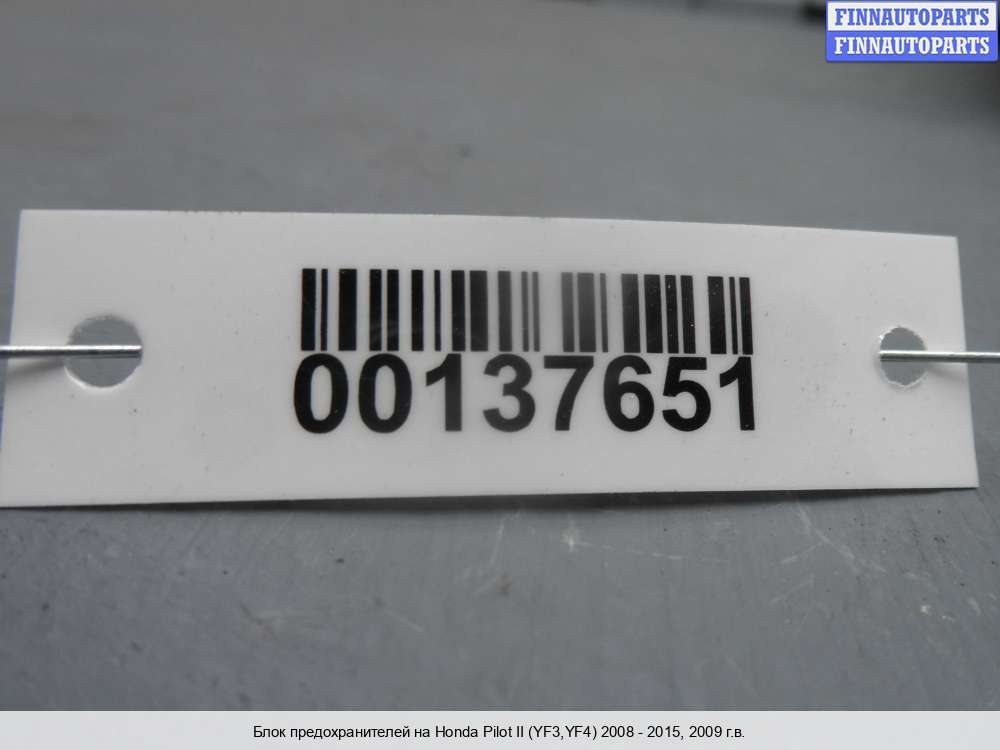 FINNAUTOPARTS
FINNAUTOPARTS
00137651
Блок предохранителей на Honda Pilot II (YF3,YF4) 2008 - 2015, 2009 г.в.